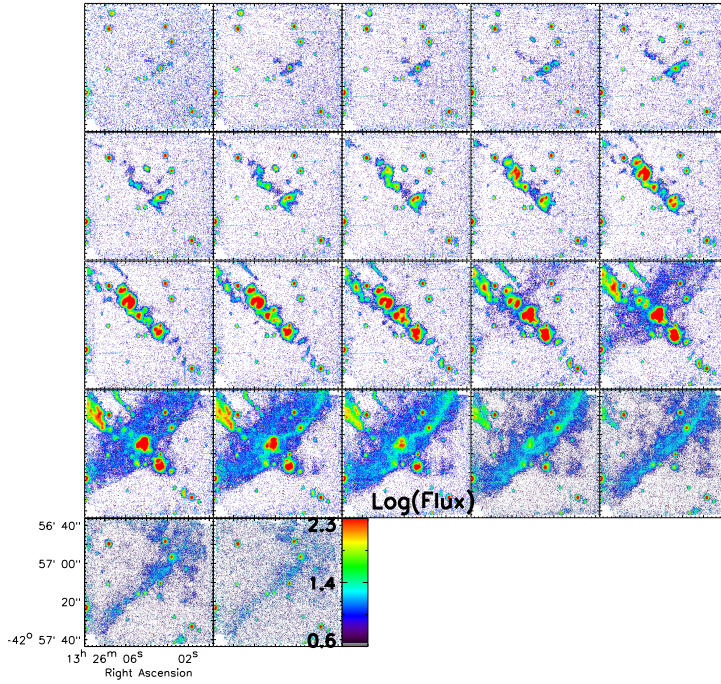 Log(Flux)
56' 40"
2.3
57' 00"
1.4
20"
-42° 57' 40"
0.6
13ʰ 26ᵐ 06ˢ 02ˢ
Right Ascension